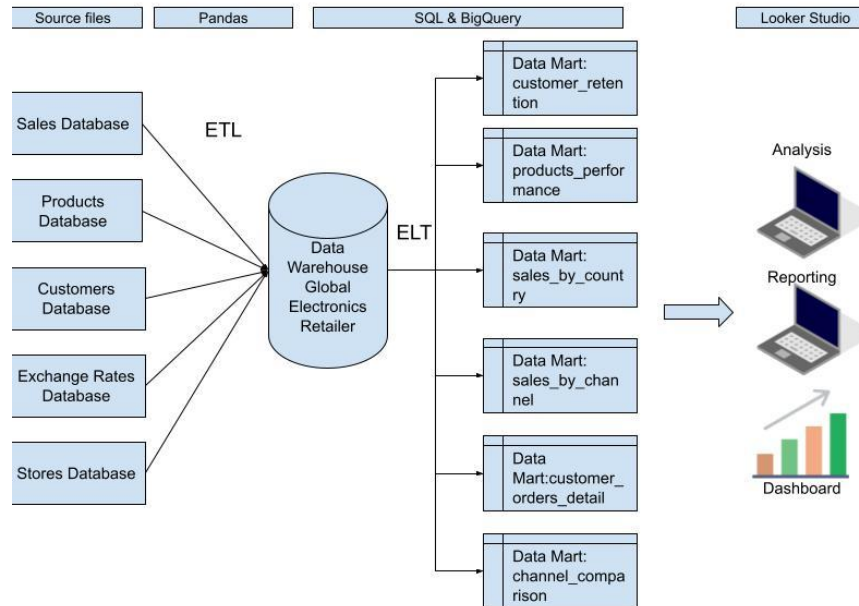 Source files
Pandas
SQL & BigQuery
Looker Studio
Sales Database
Products
Database
Customers
Database
Exchange Rates
Database
Stores Database
ETL
Data
Warehouse
Global
Electronics
Retailer
ELT
Data Mart:
customer_reten
tion
Data Mart:
products_perfor
mance
Data Mart:
sales_by_count
ry
Data Mart:
sales_by_chan
nel
Data
Mart:customer_
orders_detail
Data Mart:
channel_compa
rison
Analysis
Reporting
Dashboard